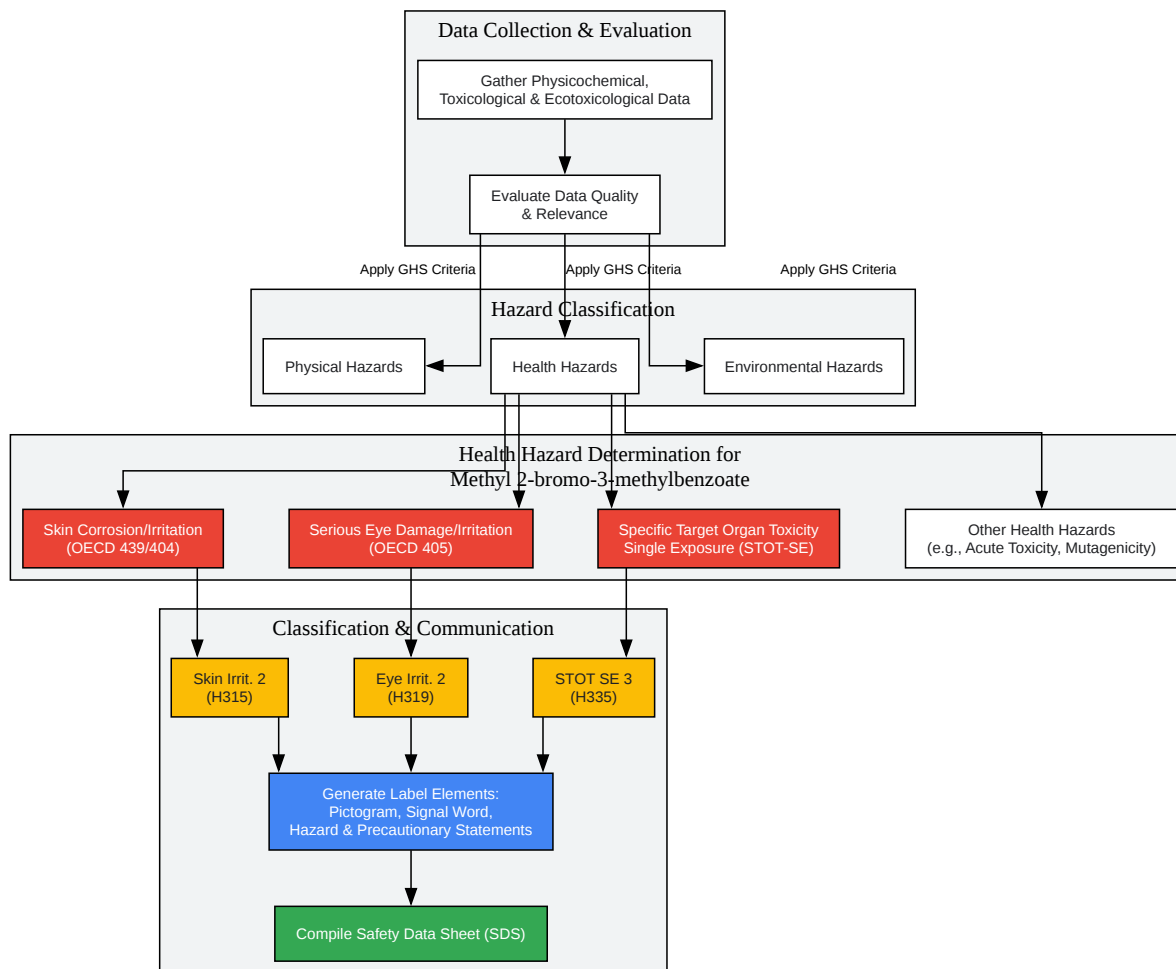 Data Collection & Evaluation
Gather Physicochemical,
Toxicological & Ecotoxicological Data
Evaluate Data Quality
& Relevance
Apply GHS Criteria
Apply GHS Criteria
Apply GHS Criteria
Hazard Classification
Physical Hazards
Health Hazards
Environmental Hazards
Health Hazard Determination for
Methyl 2-bromo-3-methylbenzoate
Skin Corrosion/Irritation
(OECD 439/404)
Serious Eye Damage/Irritation
(OECD 405)
Specific Target Organ Toxicity
Single Exposure (STOT-SE)
Other Health Hazards
(e.g., Acute Toxicity, Mutagenicity)
Classification & Communication
Skin Irrit. 2
(H315)
Eye Irrit. 2
(H319)
STOT SE 3
(H335)
Generate Label Elements:
Pictogram, Signal Word,
Hazard & Precautionary Statements
Compile Safety Data Sheet (SDS)